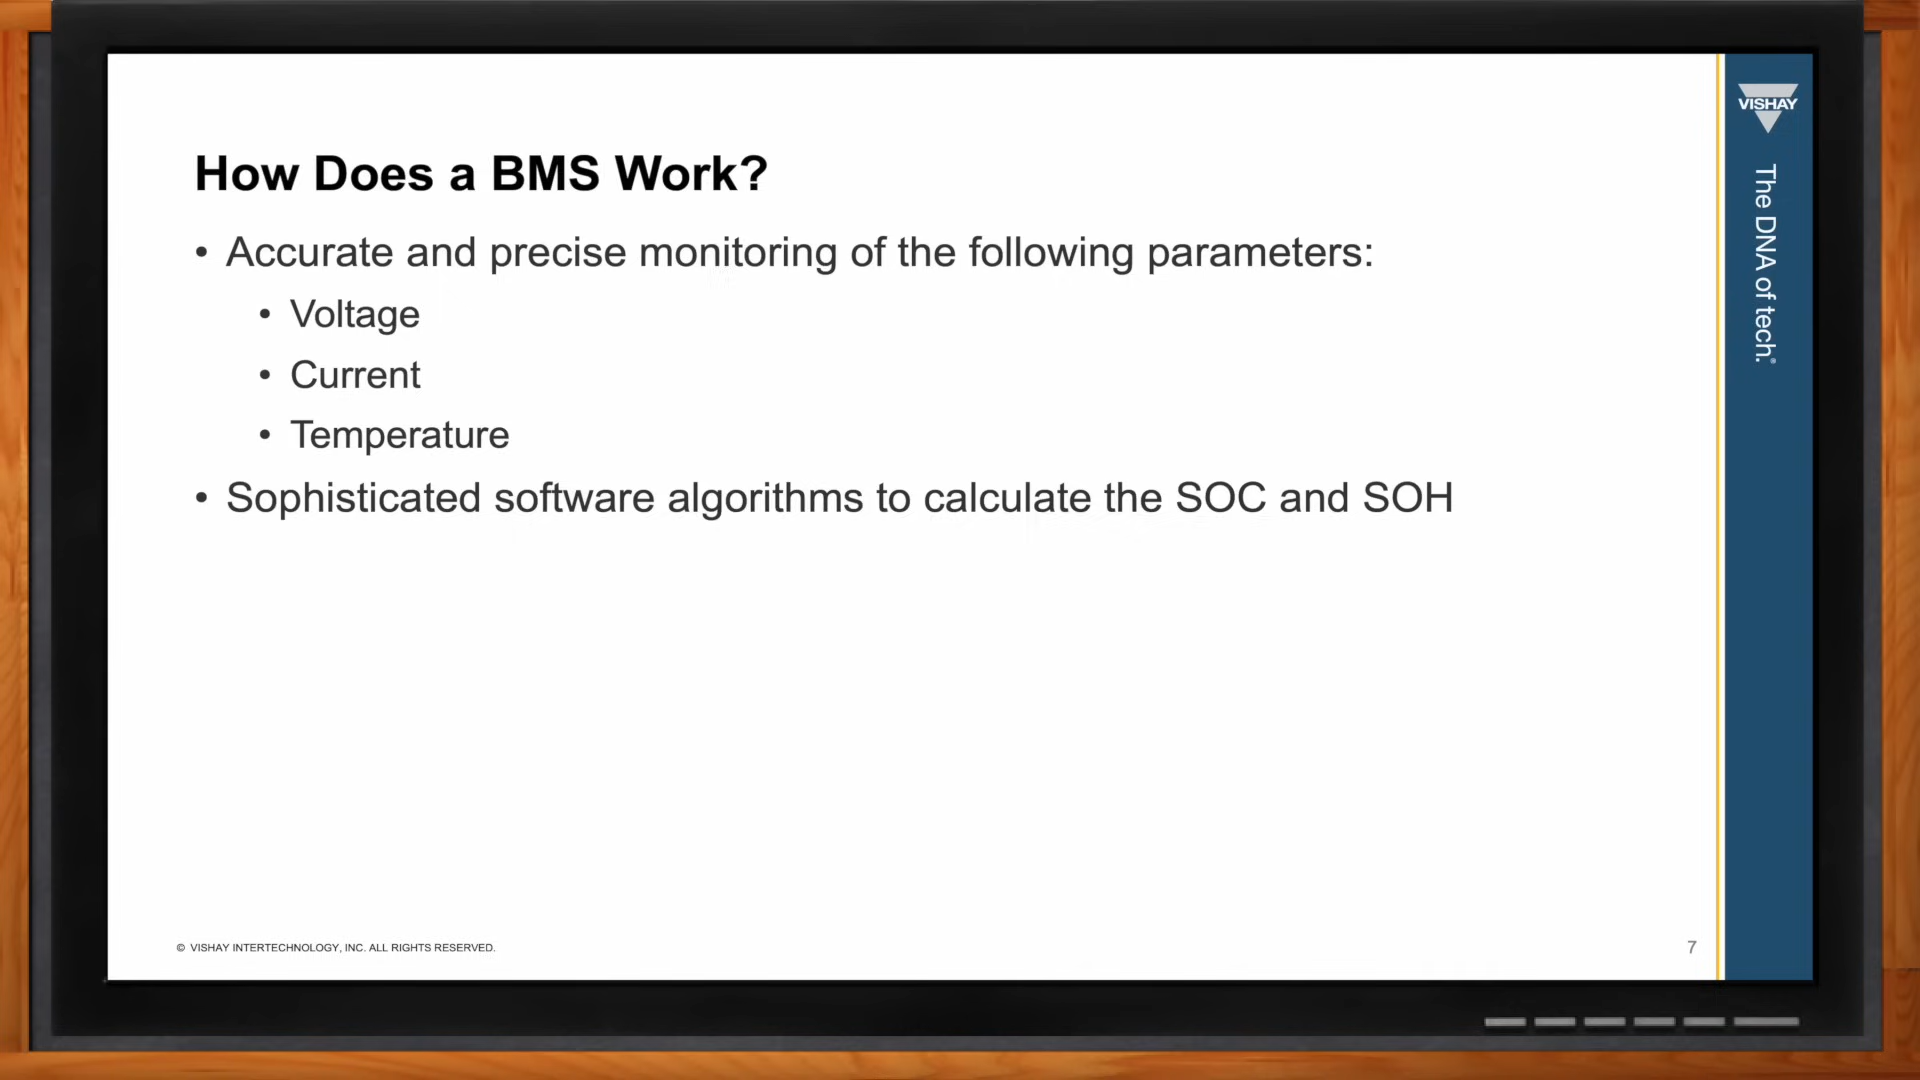 How Does a BMS Work?
• Accurate and precise monitoring of the following parameters:
• Voltage
• Current
• Temperature
• Sophisticated software algorithms to calculate the SOC and SOH
© VISHAY INTERTECHNOLOGY, INC. ALL RIGHTS RESERVED.
7
VISHAY
The DNA of tech.®